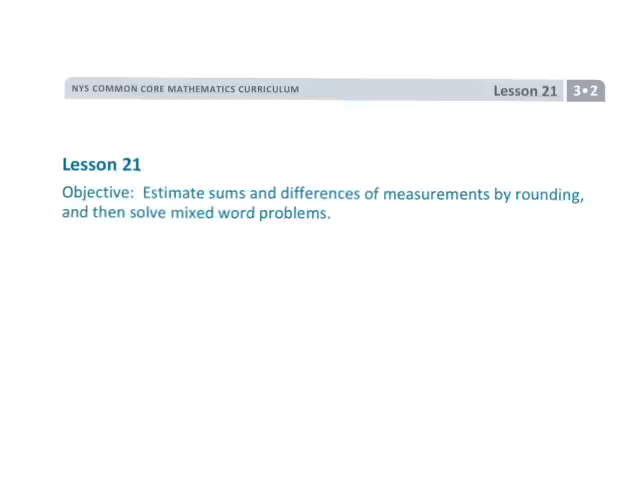 NYS COMMON CORE MATHEMATICS CURRICULUM Lesson 21 3•2
Lesson 21
Objective: Estimate sums and differences of measurements by rounding,
and then solve mixed word problems.